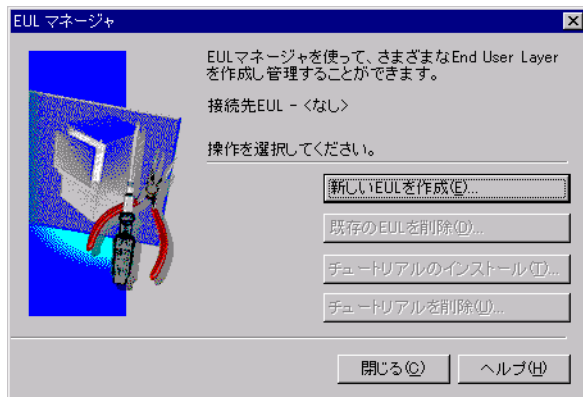 EUL マネージャ
EULマネージャを使って、さまざまなEnd User Layer
を作成し管理することができます。
接続先EUL - <なし>
操作を選択してください。
新しいEULを作成(E)...
既存のEULを削除(D)...
チュートリアルのインストール(T)...
チュートリアルを削除(U)...
閉じる(C)
ヘルプ(H)